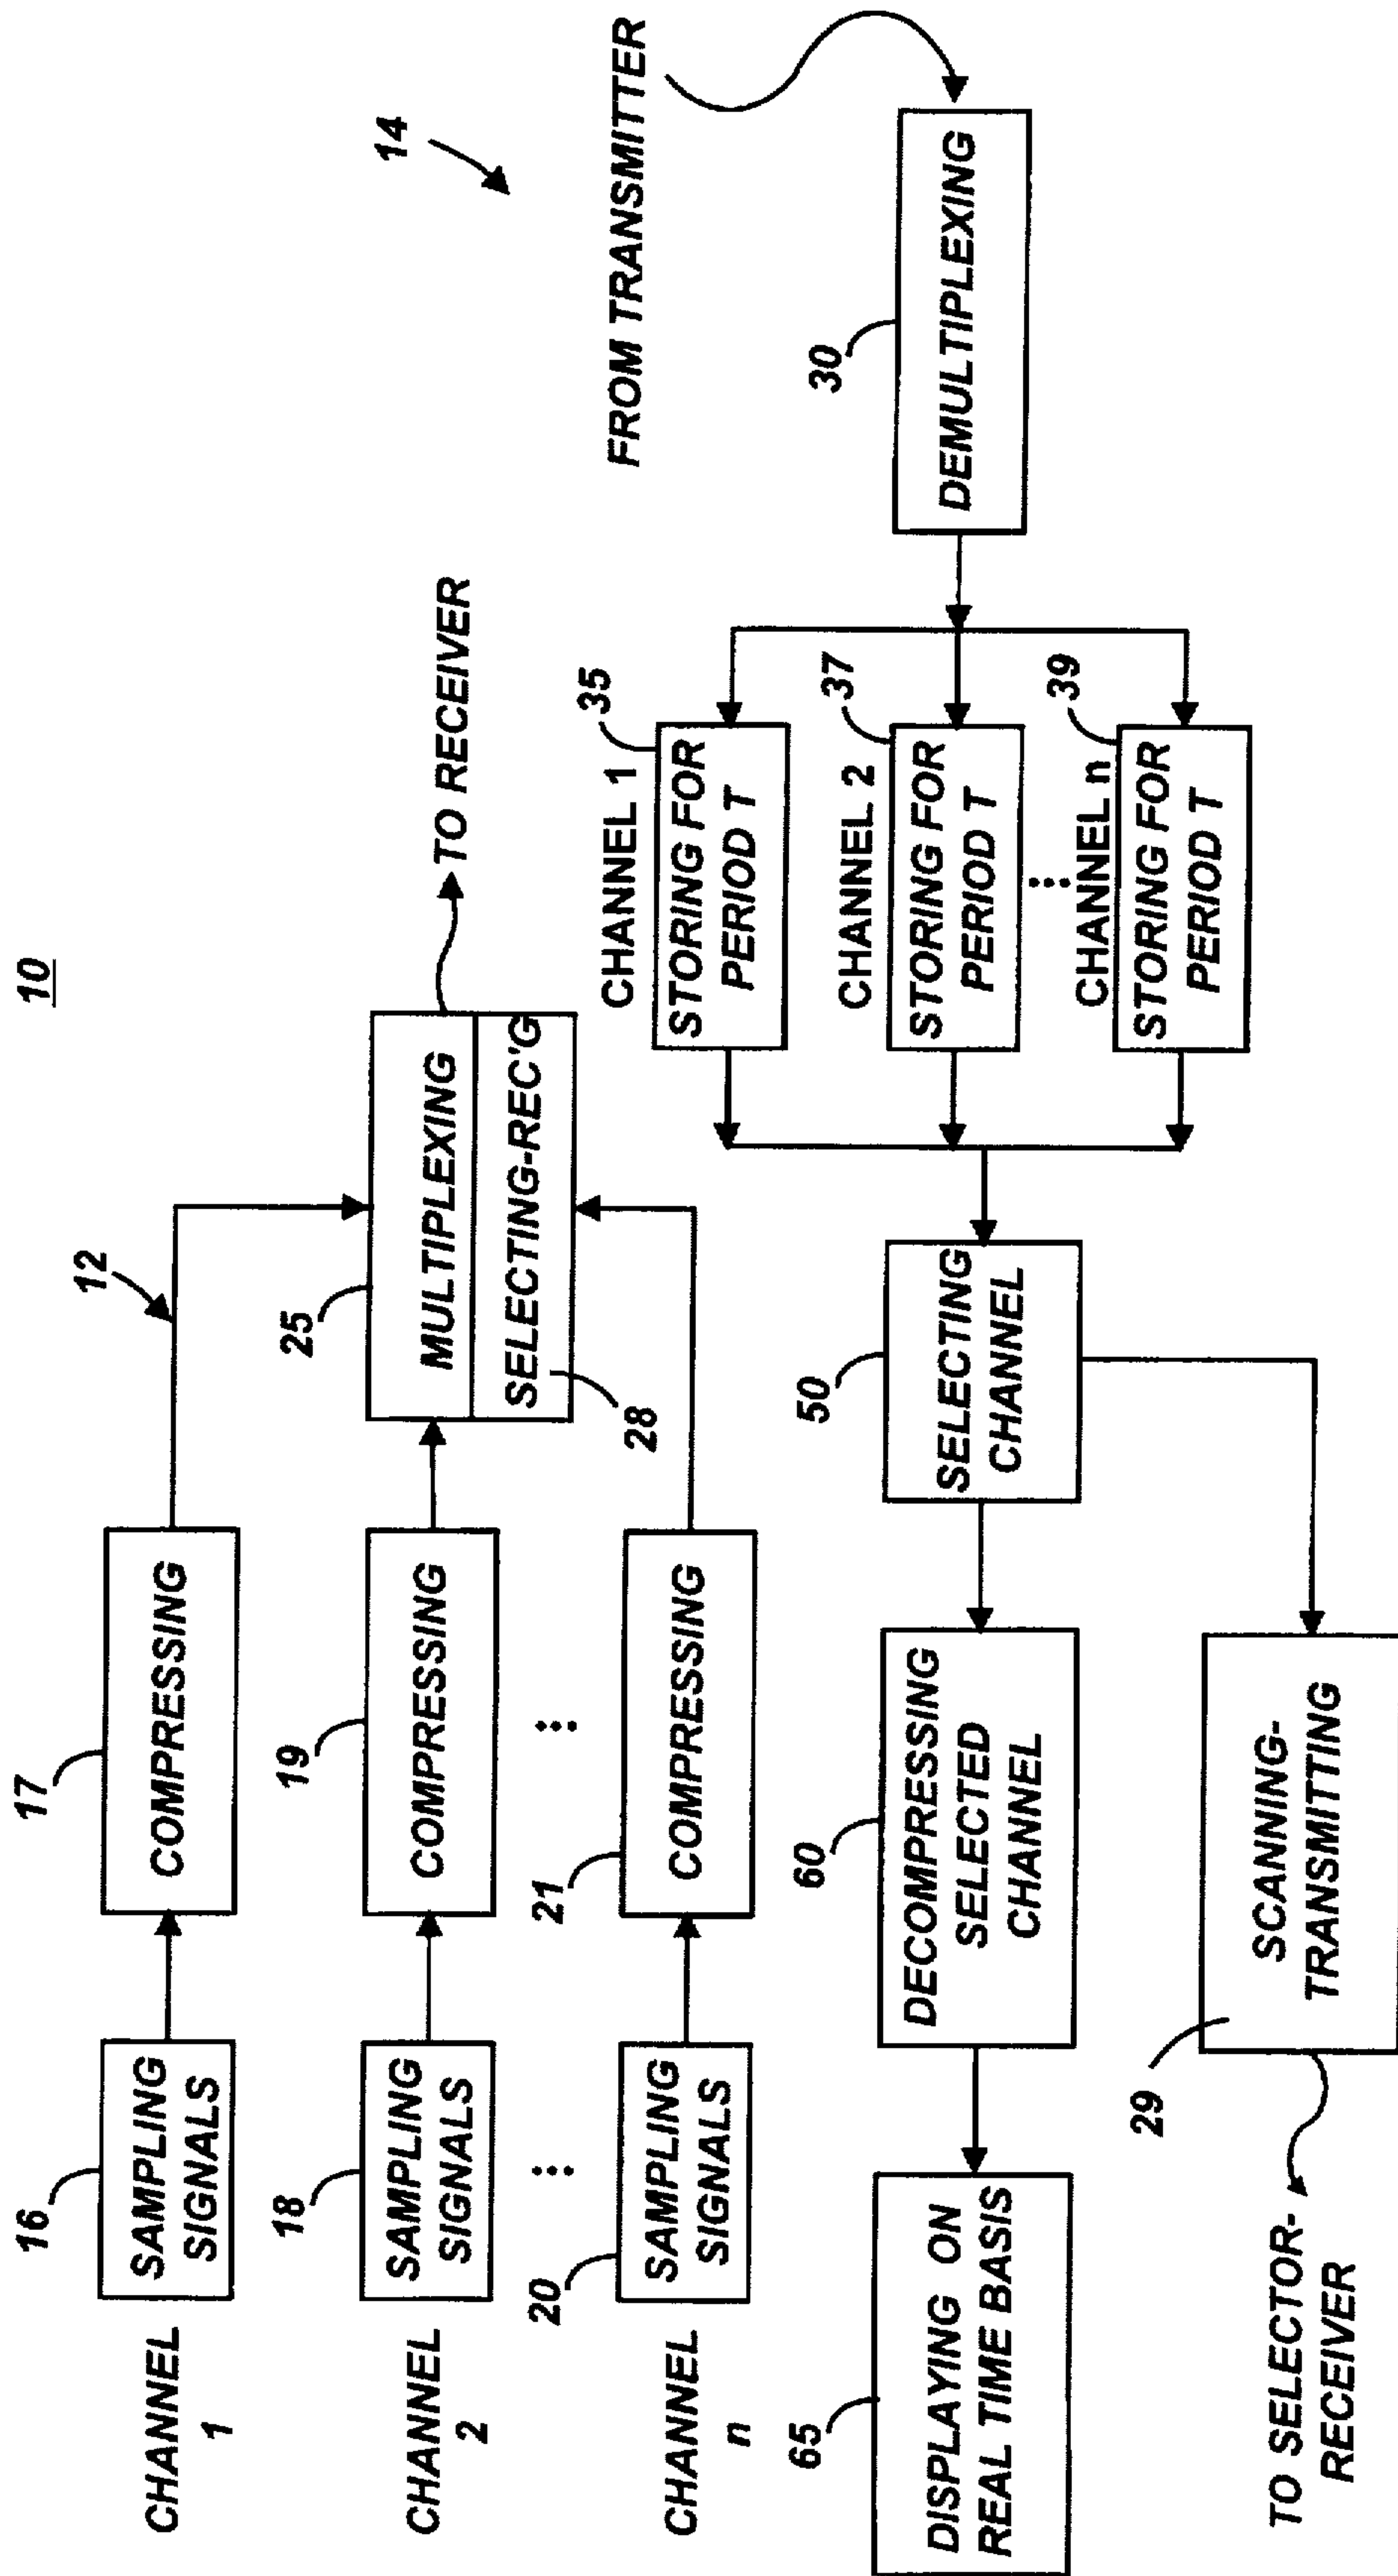 10
12
CHANNEL
1
16
SAMPLING
SIGNALS
17
COMPRESSING
CHANNEL
2
18
SAMPLING
SIGNALS
19
COMPRESSING
25
MULTIPLEXING
SELECTING-REC'G
28
TO RECEIVER
CHANNEL
n
20
SAMPLING
SIGNALS
21
COMPRESSING
14
FROM TRANSMITTER
30
DEMULTIPLEXING
CHANNEL 1
35
STORING FOR
PERIOD T
CHANNEL 2
37
STORING FOR
PERIOD T
CHANNEL n
39
STORING FOR
PERIOD T
50
SELECTING
CHANNEL
60
DECOMPRESSING
SELECTED
CHANNEL
65
DISPLAYING ON
REAL TIME BASIS
29
SCANNING-
TRANSMITTING
TO SELECTOR-
RECEIVER